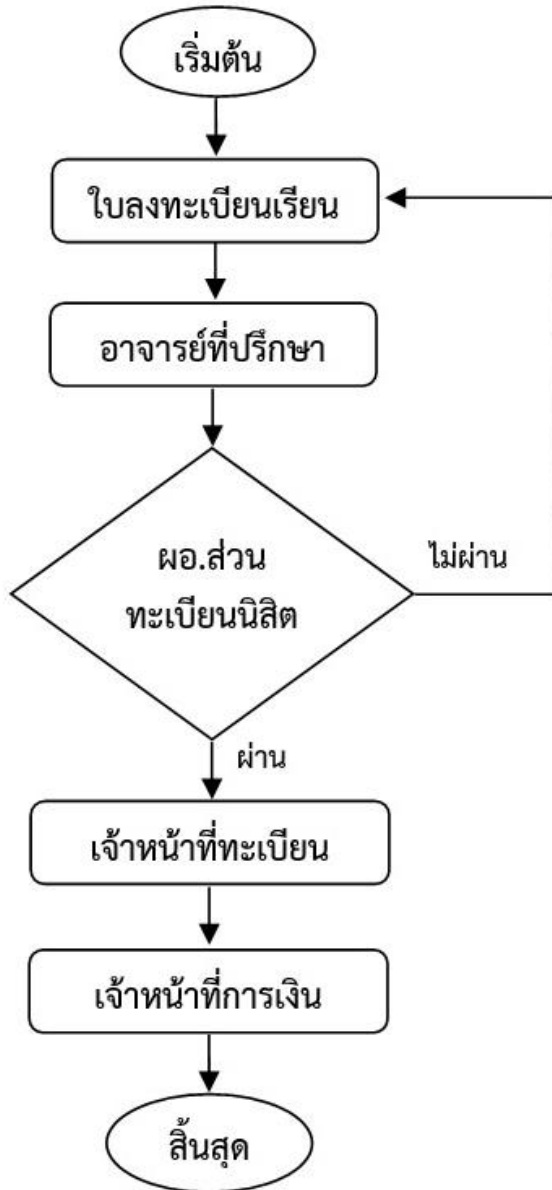 เริ่มต้น
ใบลงทะเบียนเรียน
อาจารย์ที่ปรึกษา
ผอ.ส่วน
ทะเบียนนิสิต
ไม่ผ่าน
ผ่าน
เจ้าหน้าที่ทะเบียน
เจ้าหน้าที่การเงิน
สิ้นสุด